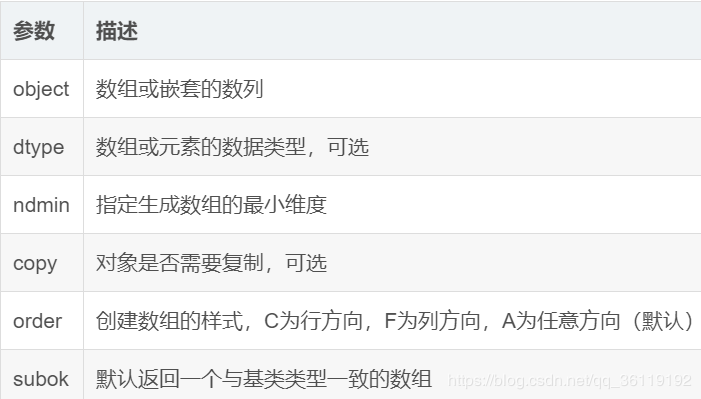 参数 描述
object 数组或嵌套的数列
dtype 数组或元素的数据类型，可选
ndmin 指定生成数组的最小维度
copy 对象是否需要复制，可选
order 创建数组的样式，C为行方向，F为列方向，A为任意方向（默认）
subok 默认返回一个与基类类型一致的数组 https://blog.csdn.net/qq_36119192